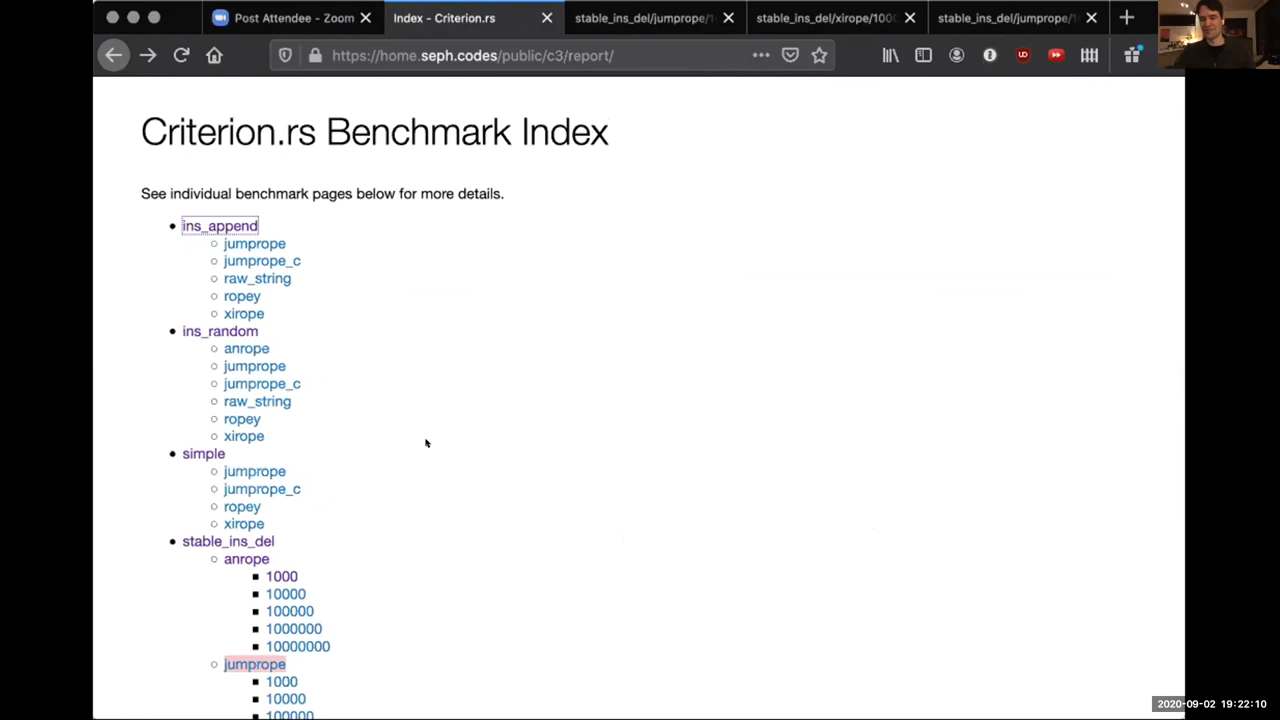 Post Attendee - Zoom
Index - Criterion.rs
stable_ins_del/jumprope/1
stable_ins_del/xirope/100
stable_ins_del/jumprope/1
https://home.seph.codes/public/c3/report/
Criterion.rs Benchmark Index
See individual benchmark pages below for more details.
ins_append
jumprope
jumprope_c
raw_string
ropey
xirope
ins_random
anrope
jumprope
jumprope_c
raw_string
ropey
xirope
simple
jumprope
jumprope_c
ropey
xirope
stable_ins_del
anrope
1000
10000
100000
1000000
10000000
jumprope
1000
10000
100000
2020-09-02 19:22:10